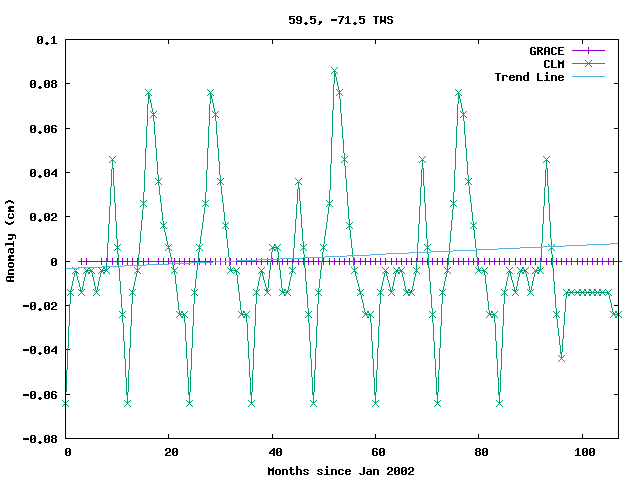 59.5, -71.5 TWS
GRACE
CLM
Trend Line
0.1
0.08
0.06
0.04
0.02
0
-0.02
-0.04
-0.06
-0.08
Anomaly (cm)
0 20 40 60 80 100
Months since Jan 2002